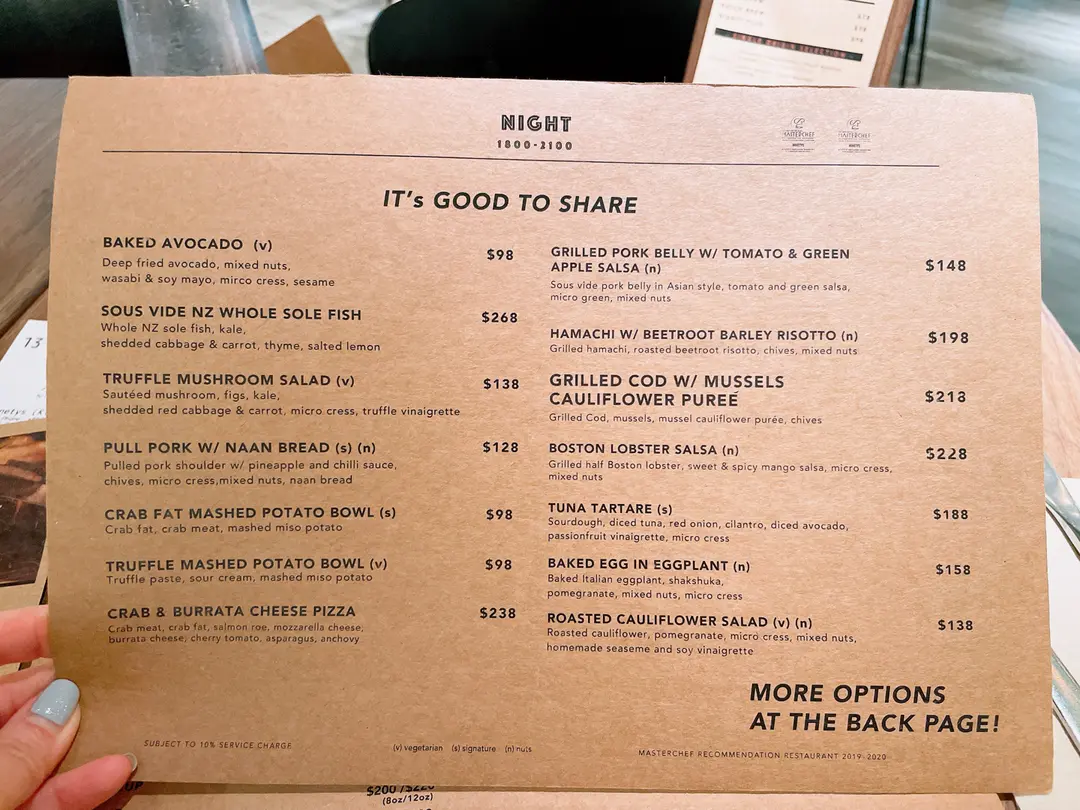 SINGLE ORIGIN SELECTION
NIGHT
1800-2100
MASTERCHEF
MASTERCHEF
IT's GOOD TO SHARE
BAKED AVOCADO (v) $98
Deep fried avocado, mixed nuts,
wasabi & soy mayo, mirco cress, sesame
SOUS VIDE NZ WHOLE SOLE FISH $268
Whole NZ sole fish, kale,
shedded cabbage & carrot, thyme, salted lemon
TRUFFLE MUSHROOM SALAD (v) $138
Sautéed mushroom, figs, kale,
shedded red cabbage & carrot, micro cress, truffle vinaigrette
PULL PORK W/ NAAN BREAD (s) (n) $128
Pulled pork shoulder w/ pineapple and chilli sauce,
chives, micro cress,mixed nuts, naan bread
CRAB FAT MASHED POTATO BOWL (s) $98
Crab fat, crab meat, mashed miso potato
TRUFFLE MASHED POTATO BOWL (v) $98
Truffle paste, sour cream, mashed miso potato
CRAB & BURRATA CHEESE PIZZA $238
Crab meat, crab fat, salmon roe, mozzarella cheese,
burrata cheese, cherry tomato, asparagus, anchovy
GRILLED PORK BELLY W/ TOMATO & GREEN
APPLE SALSA (n) $148
Sous vide pork belly in Asian style, tomato and green salsa,
micro green, mixed nuts
HAMACHI W/ BEETROOT BARLEY RISOTTO (n) $198
Grilled hamachi, roasted beetroot risotto, chives, mixed nuts
GRILLED COD W/ MUSSELS
CAULIFLOWER PUREÉ $218
Grilled Cod, mussels, mussel cauliflower purée, chives
BOSTON LOBSTER SALSA (n) $228
Grilled half Boston lobster, sweet & spicy mango salsa, micro cress,
mixed nuts
TUNA TARTARE (s) $188
Sourdough, diced tuna, red onion, cilantro, diced avocado,
passionfruit vinaigrette, micro cress
BAKED EGG IN EGGPLANT (n) $158
Baked Italian eggplant, shakshuka,
pomegranate, mixed nuts, micro cress
ROASTED CAULIFLOWER SALAD (v) (n) $138
Roasted cauliflower, pomegranate, micro cress, mixed nuts,
homemade seaseme and soy vinaigrette
MORE OPTIONS
AT THE BACK PAGE!
SUBJECT TO 10% SERVICE CHARGE
(v) vegetarian (s) signature (n) nuts
MASTERCHEF RECOMMENDATION RESTAURANT 2019-2020
(8oz/12oz)